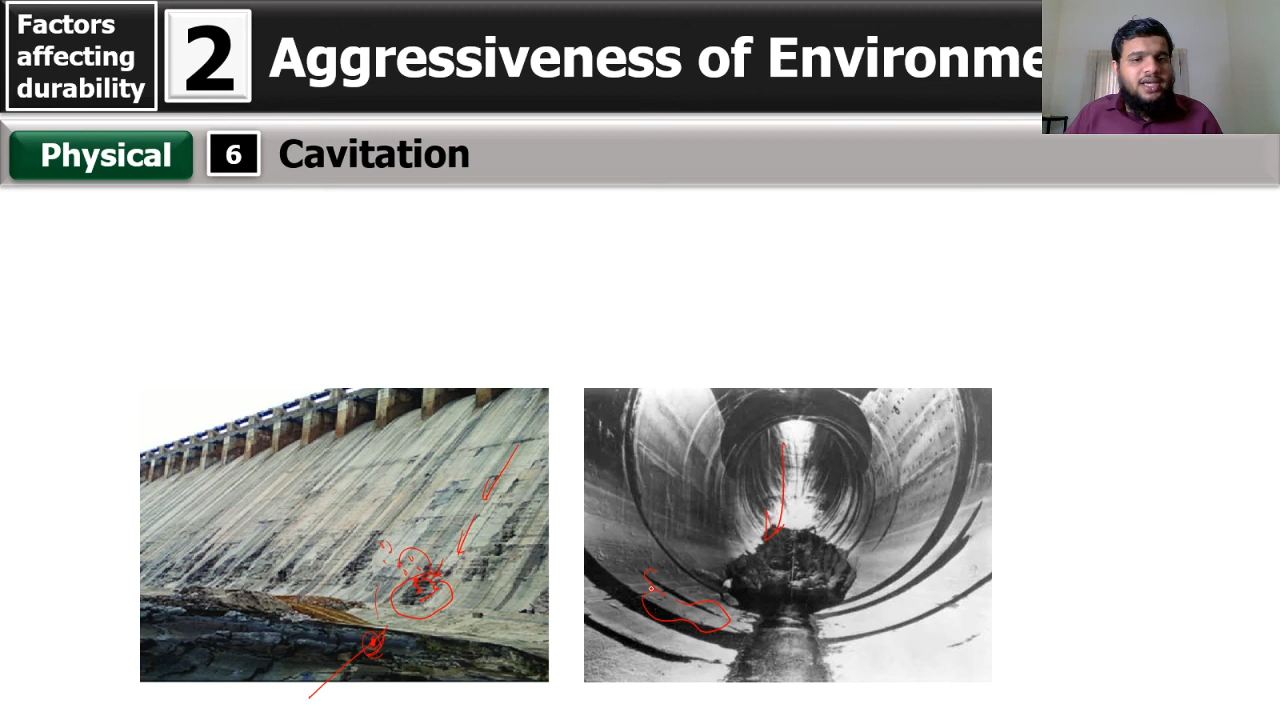 Factors
affecting
durability
2
Aggressiveness of Environme
Physical
6
Cavitation